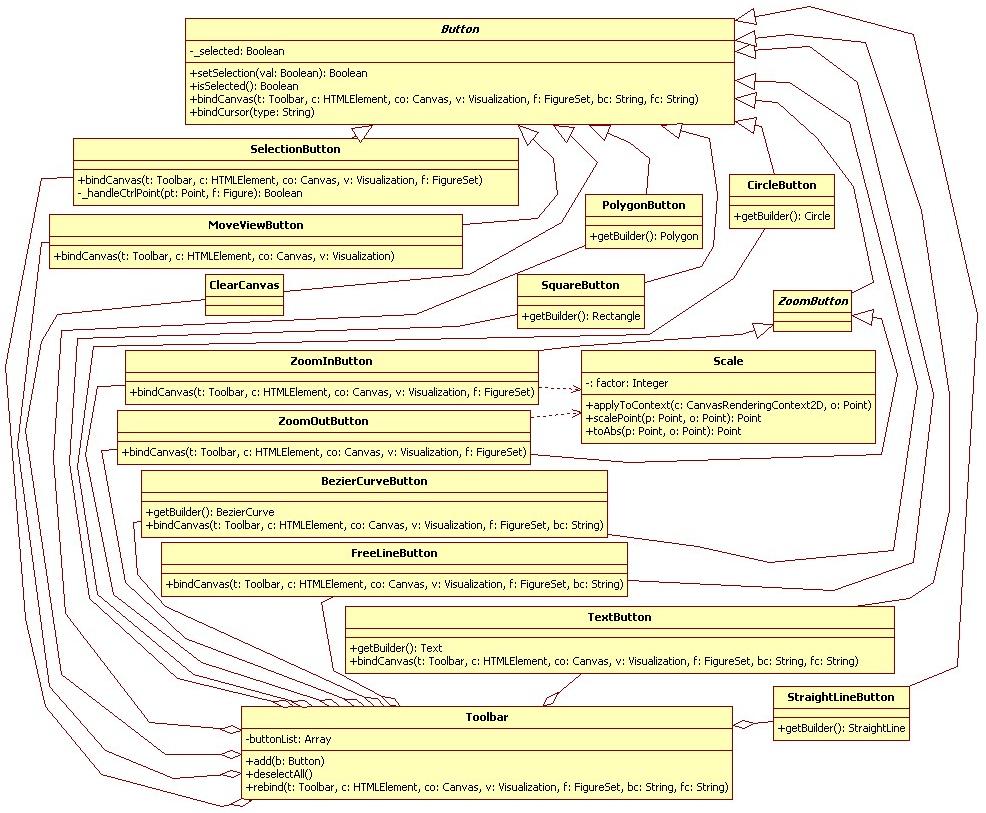 Button
-_selected: Boolean
+setSelection(val: Boolean): Boolean
+isSelected(): Boolean
+bindCanvas(t: Toolbar, c: HTMLElement, co: Canvas, v: Visualization, f: FigureSet, bc: String, fc: String)
+bindCursor(type: String)
SelectionButton
+bindCanvas(t: Toolbar, c: HTMLElement, co: Canvas, v: Visualization, f: FigureSet)
-_handleCtrlPoint(pt: Point, f: Figure): Boolean
MoveViewButton
+bindCanvas(t: Toolbar, c: HTMLElement, co: Canvas, v: Visualization)
PolygonButton
+getBuilder(): Polygon
CircleButton
+getBuilder(): Circle
ClearCanvas
SquareButton
+getBuilder(): Rectangle
ZoomButton
ZoomInButton
+bindCanvas(t: Toolbar, c: HTMLElement, co: Canvas, v: Visualization, f: FigureSet)
Scale
-: factor: Integer
+applyToContext(c: CanvasRenderingContext2D, o: Point)
+scalePoint(p: Point, o: Point): Point
+toAbs(p: Point, o: Point): Point
ZoomOutButton
+bindCanvas(t: Toolbar, c: HTMLElement, co: Canvas, v: Visualization, f: FigureSet)
BezierCurveButton
+getBuilder(): BezierCurve
+bindCanvas(t: Toolbar, c: HTMLElement, co: Canvas, v: Visualization, f: FigureSet, bc: String)
FreeLineButton
+bindCanvas(t: Toolbar, c: HTMLElement, co: Canvas, v: Visualization, f: FigureSet, bc: String)
TextButton
+getBuilder(): Text
+bindCanvas(t: Toolbar, c: HTMLElement, co: Canvas, v: Visualization, f: FigureSet, bc: String, fc: String)
StraightLineButton
+getBuilder(): StraightLine
Toolbar
-buttonList: Array
+add(b: Button)
+deselectAll()
+rebind(t: Toolbar, c: HTMLElement, co: Canvas, v: Visualization, f: FigureSet, bc: String, fc: String)